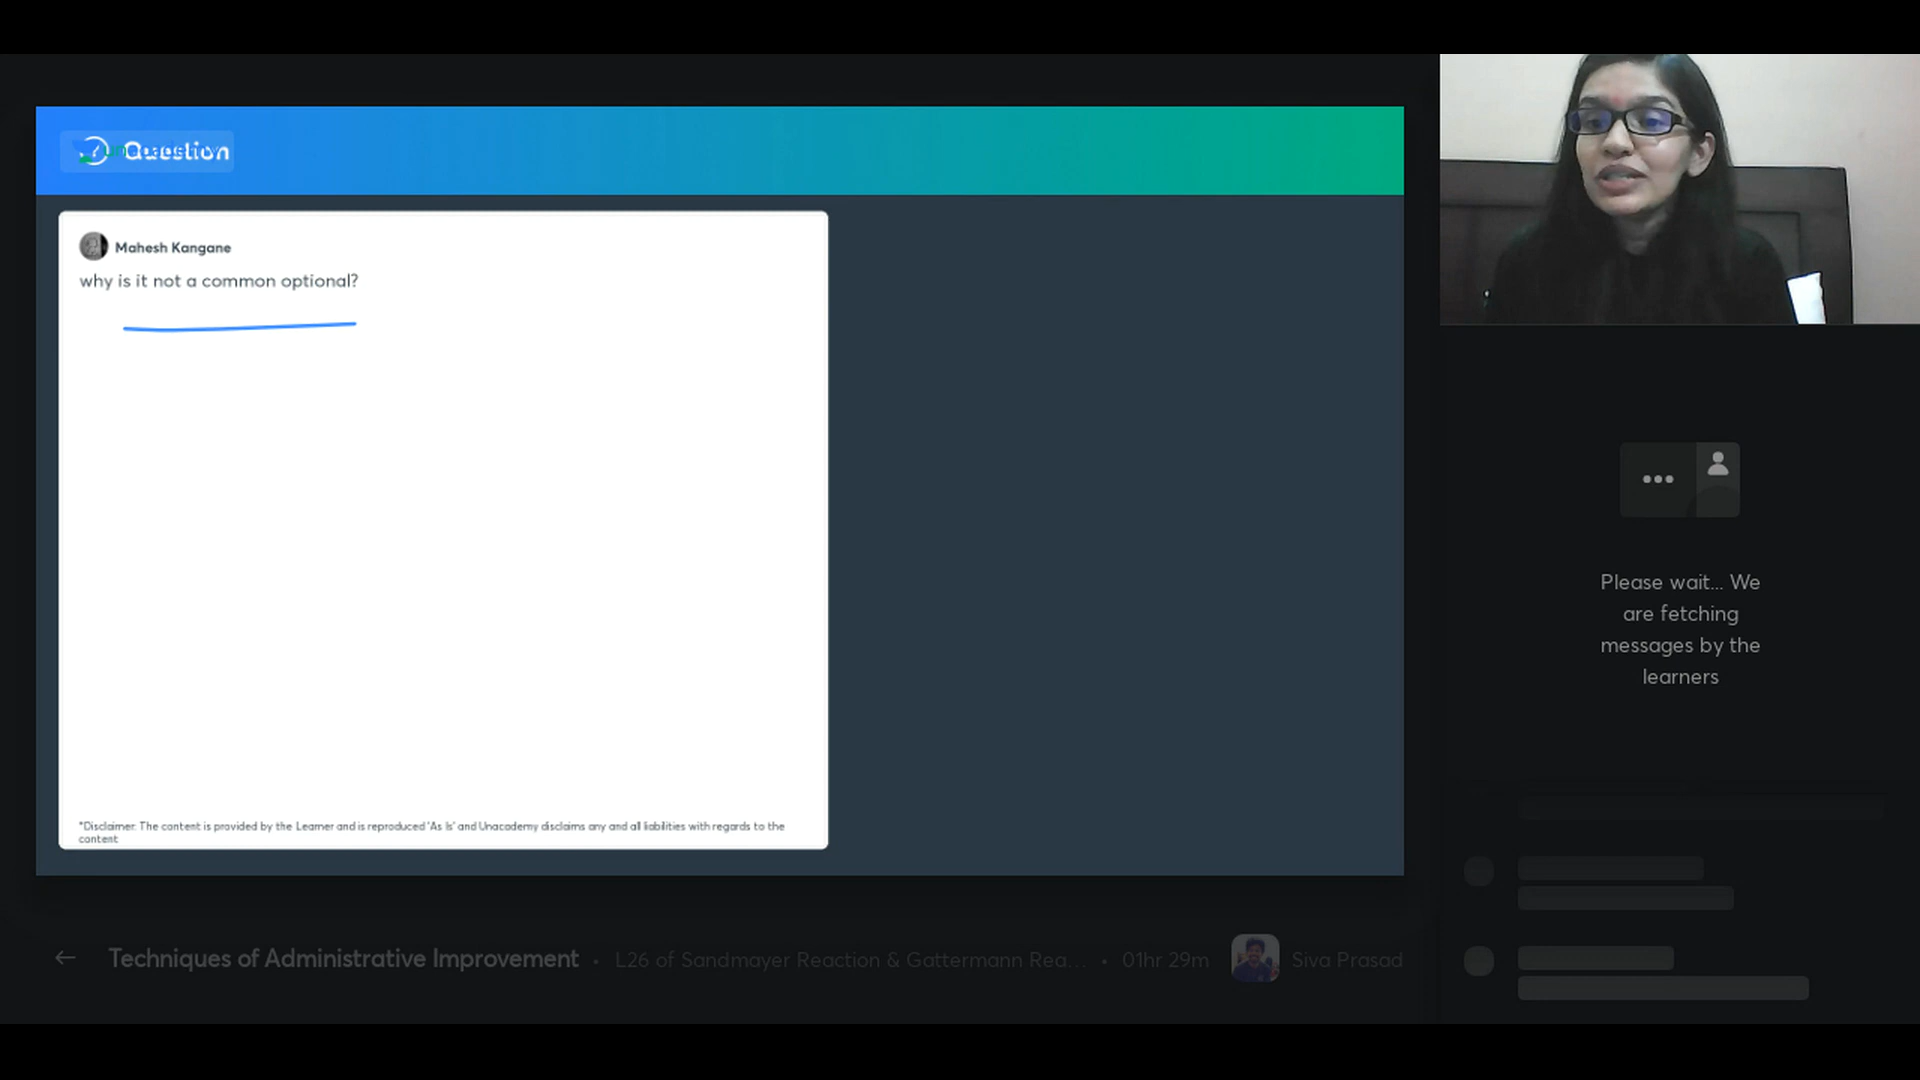 Question
Mahesh Kangane
why is it not a common optional?
*Disclaimer: The content is provided by the Learner and is reproduced 'As Is' and Unacademy disclaims any and all liabilities with regards to the
content
Please wait... We
are fetching
messages by the
learners
Techniques of Administrative Improvement • L26 of Sandmayer Reaction & Gattermann Rea... • 01hr 29m Siva Prasad